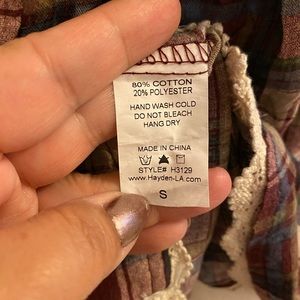 80% COTTON
20% POLYESTER
HAND WASH COLD
DO NOT BLEACH
HANG DRY
MADE IN CHINA
STYLE# H3129
www.Hayden-LA.com
S